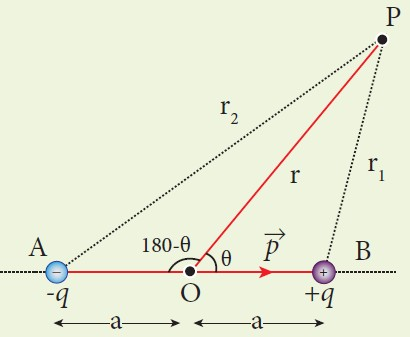 P
r₂
r
r₁
A
180-θ
θ
p⃗
B
−
+
-q
O
+q
a
a